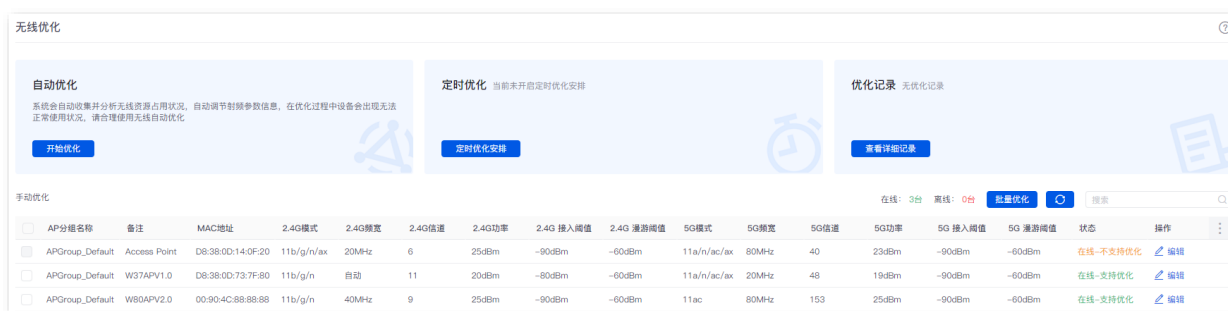 无线优化
自动优化
系统会自动收集并分析无线资源占用状况，自动调节射频参数信息，在优化过程中设备会出现无法
正常使用状况，请合理使用无线自动优化
开始优化
定时优化 当前未开启定时优化安排
定时优化安排
优化记录 无优化记录
查看详细记录
手动优化 在线： 3台 离线： 0台 批量优化 搜索
AP分组名称 备注 MAC地址 2.4G模式 2.4G频宽 2.4G信道 2.4G功率 2.4G 接入阈值 2.4G 漫游阈值 5G模式 5G频宽 5G信道 5G功率 5G 接入阈值 5G 漫游阈值 状态 操作
APGroup_Default Access Point D8:38:0D:14:0F:20 11b/g/n/ax 20MHz 6 25dBm -90dBm -60dBm 11a/n/ac/ax 80MHz 40 23dBm -90dBm -60dBm 在线-不支持优化 编辑
APGroup_Default W37APV1.0 D8:38:0D:73:7F:80 11b/g/n 自动 11 20dBm -80dBm -60dBm 11a/n/ac/ax 20MHz 48 19dBm -90dBm -60dBm 在线-支持优化 编辑
APGroup_Default W80APV2.0 00:90:4C:88:88:88 11b/g/n 40MHz 9 25dBm -90dBm -60dBm 11ac 80MHz 153 25dBm -90dBm -60dBm 在线-支持优化 编辑